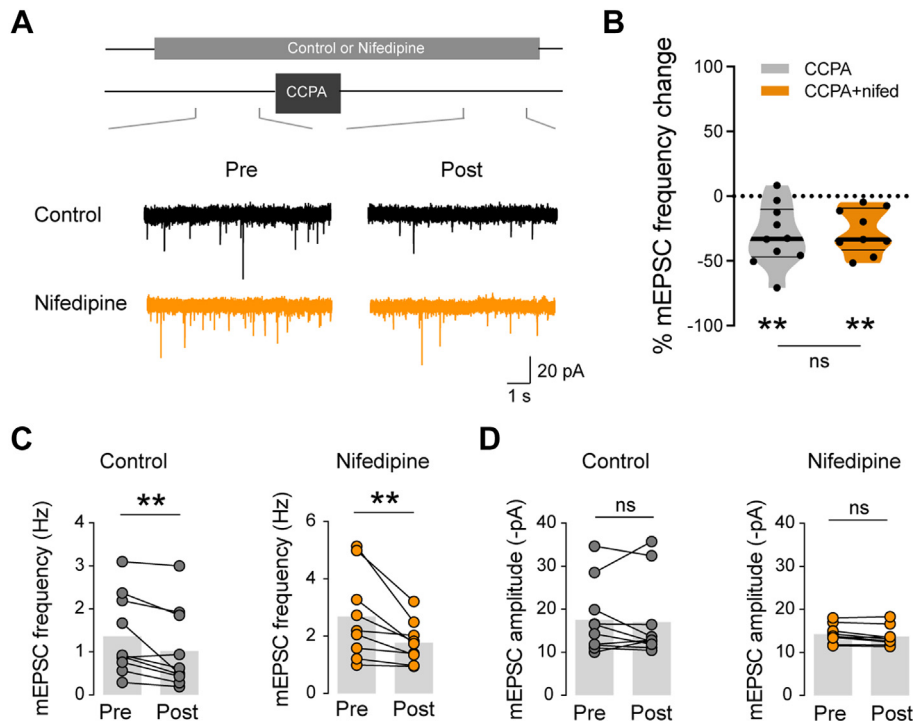 A
Control or Nifedipine
CCPA
Pre
Post
Control
Nifedipine
20 pA
1 s
B
% mEPSC frequency change
100
50
0
-50
-100
CCPA
CCPA+nifed
** **
ns
C
Control
mEPSC frequency (Hz)
4
3
2
1
0
**
Pre Post
Nifedipine
mEPSC frequency (Hz)
6
4
2
0
**
Pre Post
D
Control
mEPSC amplitude (-pA)
40
30
20
10
0
ns
Pre Post
Nifedipine
mEPSC amplitude (-pA)
40
30
20
10
0
ns
Pre Post